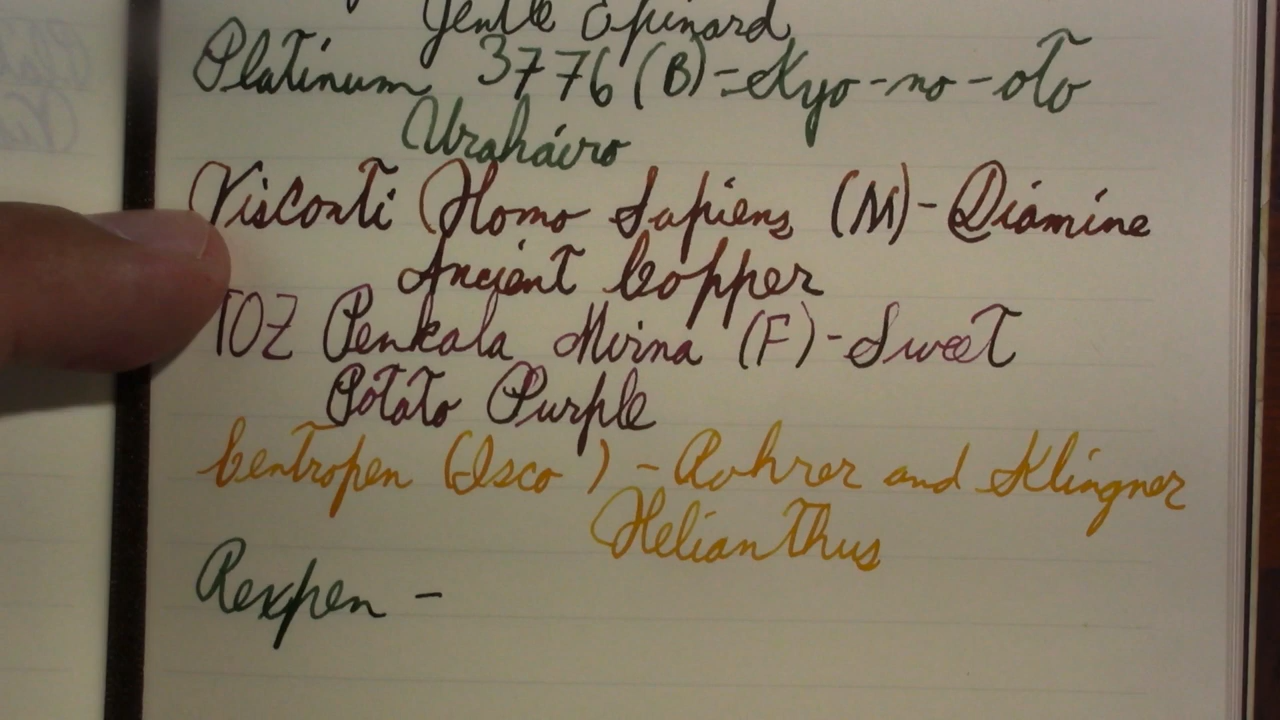 Gentle Epinard
Platinum 3776 (B) - Kyo-no-oto
Urahairo
Visconti Homo Sapiens (M) - Diamine
Ancient Copper
TOZ Penkala Mirna (F) - Sweet
Potato Purple
Centropen (Isco ) - Rohrer and Klingner
Helianthus
Rexpen -